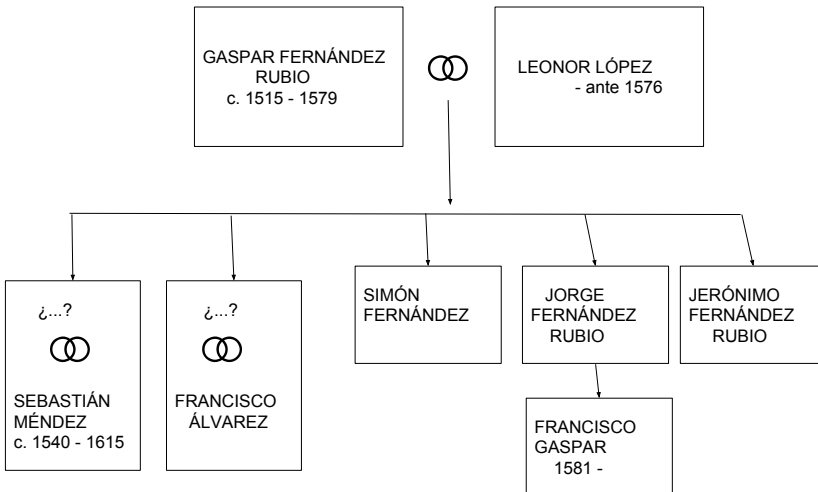 GASPAR FERNÁNDEZ
RUBIO
c. 1515 - 1579
LEONOR LÓPEZ
- ante 1576
¿...?
SEBASTIÁN
MÉNDEZ
c. 1540 - 1615
¿...?
FRANCISCO
ÁLVAREZ
SIMÓN
FERNÁNDEZ
JORGE
FERNÁNDEZ
RUBIO
JERÓNIMO
FERNÁNDEZ
RUBIO
FRANCISCO
GASPAR
1581 -